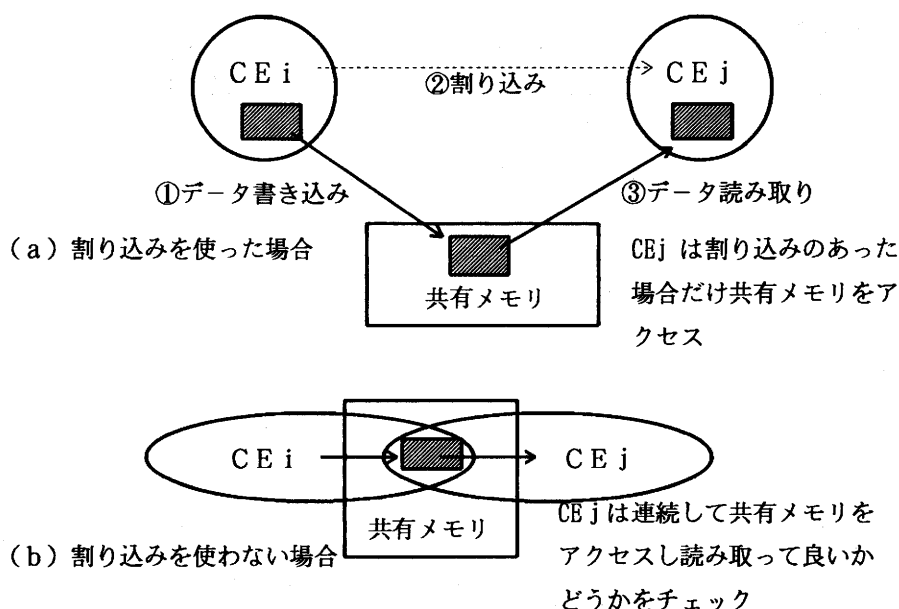 CEi
CEj
②割り込み
①データ書き込み
③データ読み取り
(a)割り込みを使った場合
共有メモリ
CEj は割り込みのあった
場合だけ共有メモリをア
クセス
CEi
CEj
共有メモリ
(b)割り込みを使わない場合
CEjは連続して共有メモリを
アクセスし読み取って良いか
どうかをチェック